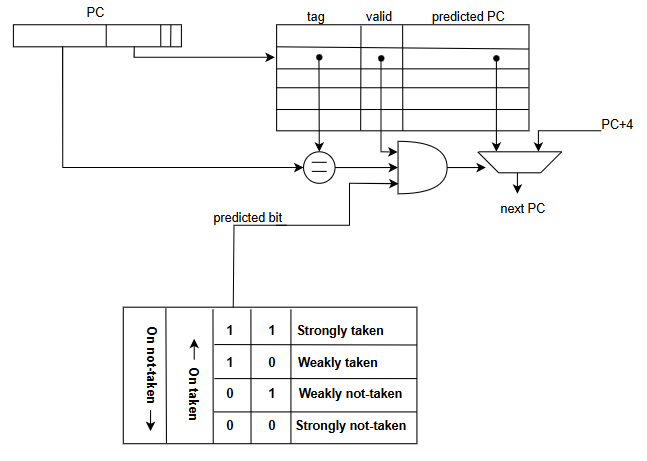 PC
tag valid predicted PC
PC+4
=
next PC
predicted bit
On not-taken →
On taken →
1 1 Strongly taken
1 0 Weakly taken
0 1 Weakly not-taken
0 0 Strongly not-taken